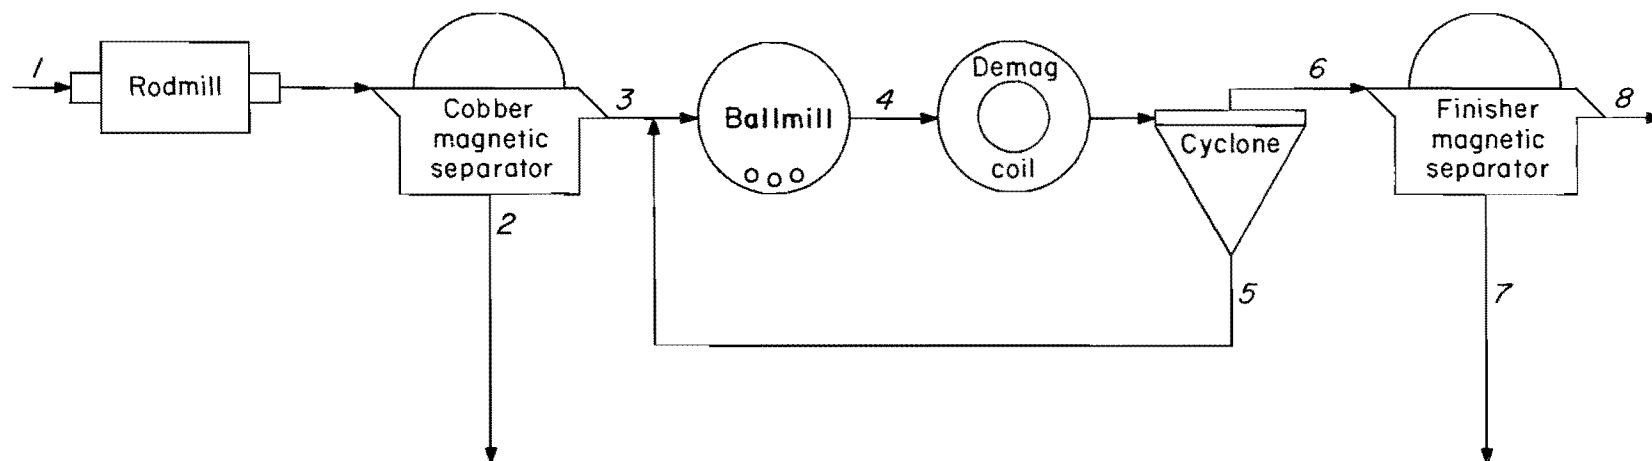 1
Rodmill
Cobber
magnetic
separator
2
3
Ballmill
4
Demag
coil
Cyclone
5
6
Finisher
magnetic
separator
7
8